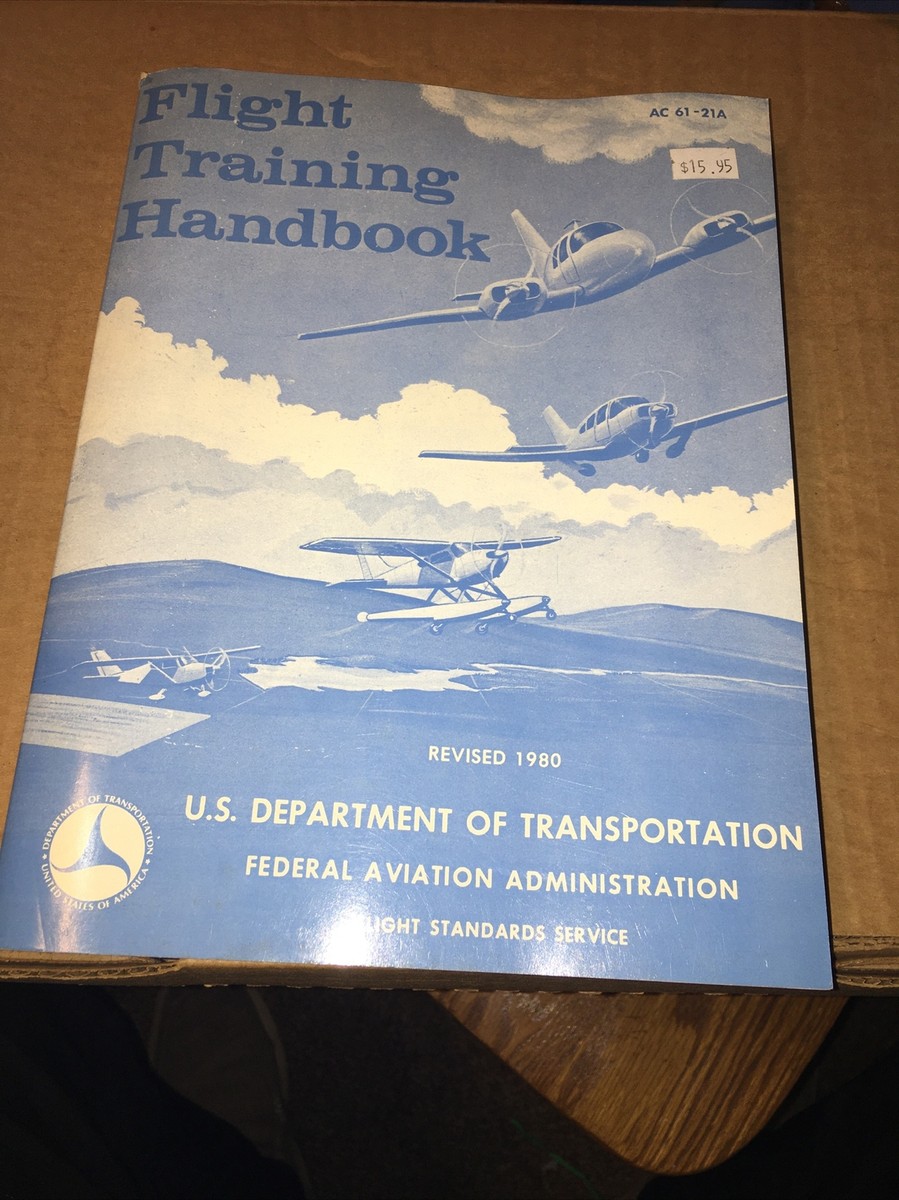 Flight
Training
Handbook
AC 61-21A
$15.95
REVISED 1980
U.S. DEPARTMENT OF TRANSPORTATION
FEDERAL AVIATION ADMINISTRATION
FLIGHT STANDARDS SERVICE
DEPARTMENT OF TRANSPORTATION
UNITED STATES OF AMERICA